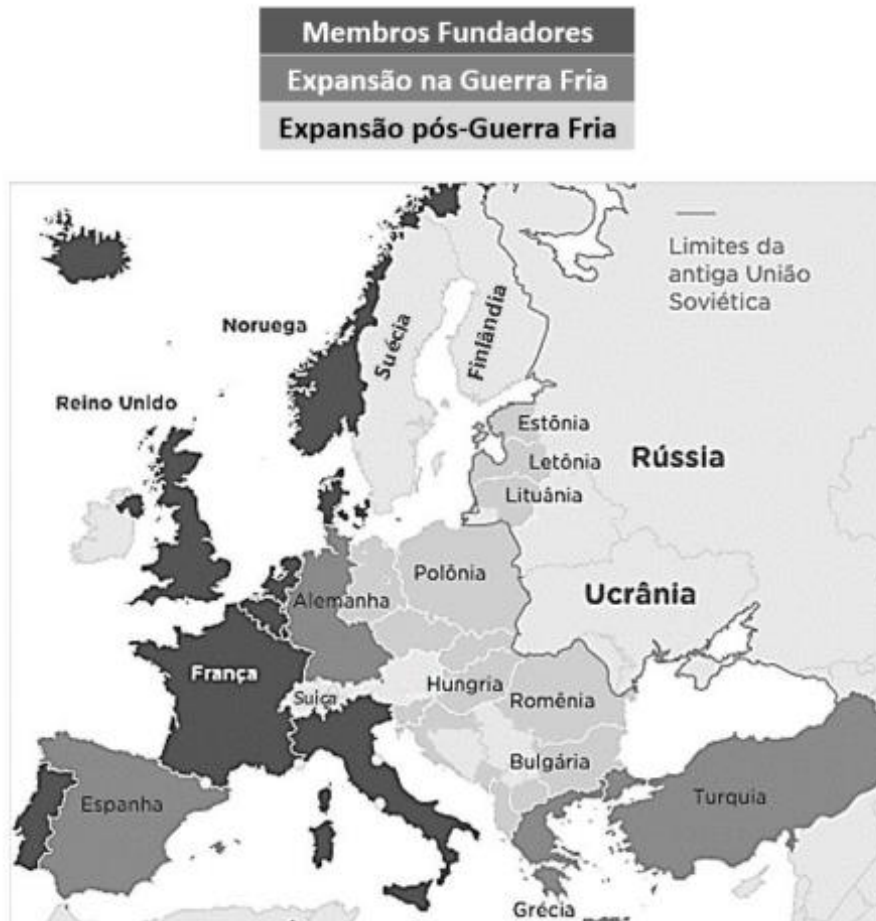 Membros Fundadores
Expansão na Guerra Fria
Expansão pós-Guerra Fria
Limites da
antiga União
Soviética
Noruega
Suécia
Finlândia
Reino Unido
Estônia
Letônia
Lituânia
Rússia
Polônia
Alemanha
Ucrânia
França
Suiça
Hungria
Romênia
Bulgária
Espanha
Turquia
Grécia